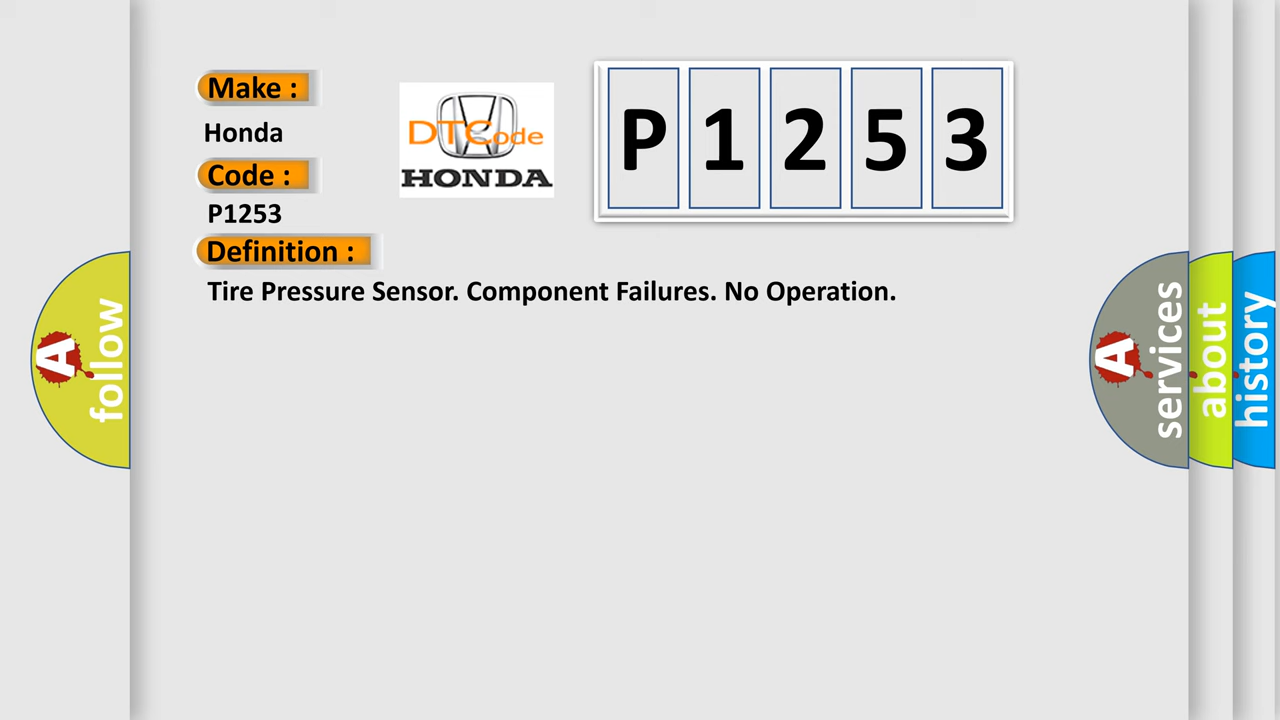 Make :
Honda
Code :
P1253
Definition :
Tire Pressure Sensor. Component Failures. No Operation.
DTCode
HONDA
P 1 2 5 3
A follow
A services
about
history